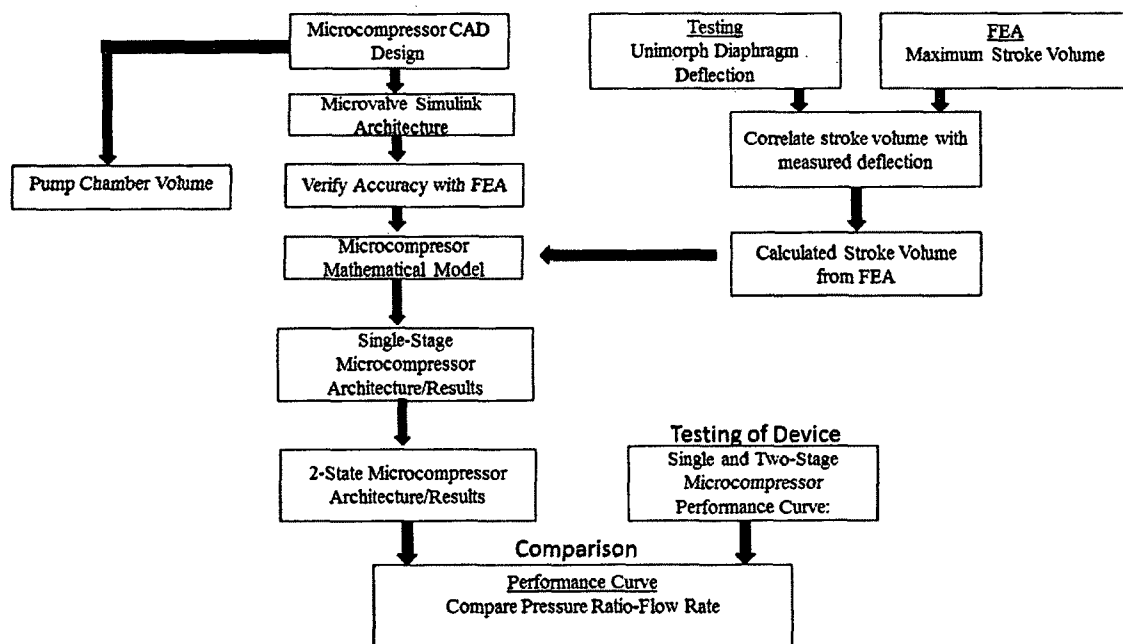 Microcompressor CAD
Design
Testing
Unimorph Diaphragm
Deflection
FEA
Maximum Stroke Volume
Microvalve Simulink
Architecture
Correlate stroke volume with
measured deflection
Pump Chamber Volume
Verify Accuracy with FEA
Microcompresor
Mathematical Model
Calculated Stroke Volume
from FEA
Single-Stage
Microcompressor
Architecture/Results
Testing of Device
2-State Microcompressor
Architecture/Results
Single and Two-Stage
Microcompressor
Performance Curve:
Comparison
Performance Curve
Compare Pressure Ratio-Flow Rate